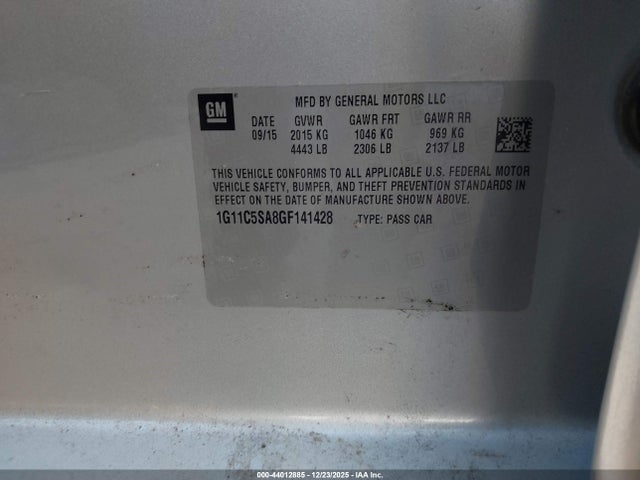 GM
MFD BY GENERAL MOTORS LLC
DATE GVWR GAWR FRT GAWR RR
09/15 2015 KG 1046 KG 969 KG
4443 LB 2306 LB 2137 LB
THIS VEHICLE CONFORMS TO ALL APPLICABLE U.S. FEDERAL MOTOR
VEHICLE SAFETY, BUMPER, AND THEFT PREVENTION STANDARDS IN
EFFECT ON THE DATE OF MANUFACTURE SHOWN ABOVE.
1G11C5SA8GF141428 TYPE: PASS CAR
000-44012885 - 12/23/2025 - IAAI.COM